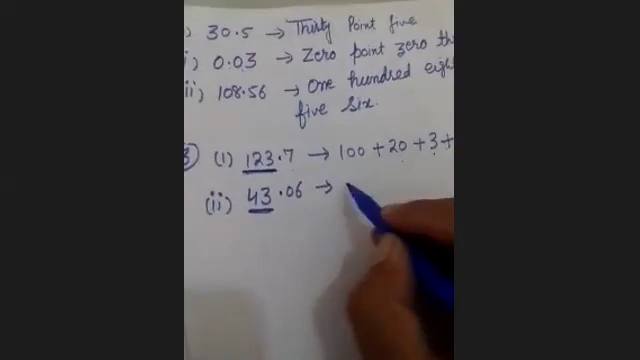 ) 30.5 → Thirty Point five
i) 0.03 → Zero point zero
ii) 108.56 → One hundred
five six.
(i) 123.7 → 100 + 20 + 3 +
(ii) 43.06 →